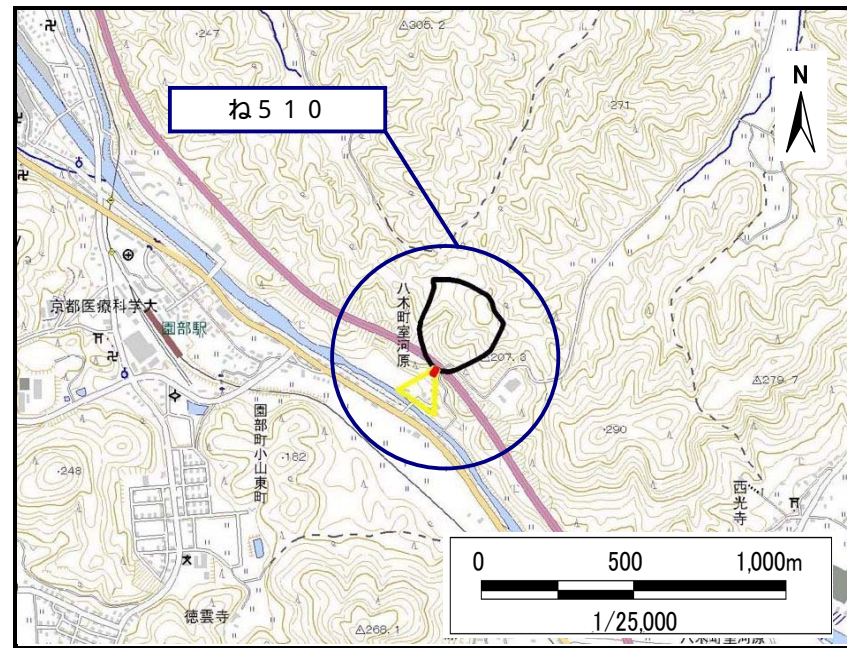 ・247
△305.2
N
ね510
271
京都医療科学大
園部駅
八木町室河原
△207.3
△279.7
・290
園部町小山東町
・182
・248
西光寺
徳雲寺
△268.1
0 500 1,000m
1/25,000
八木町室河原